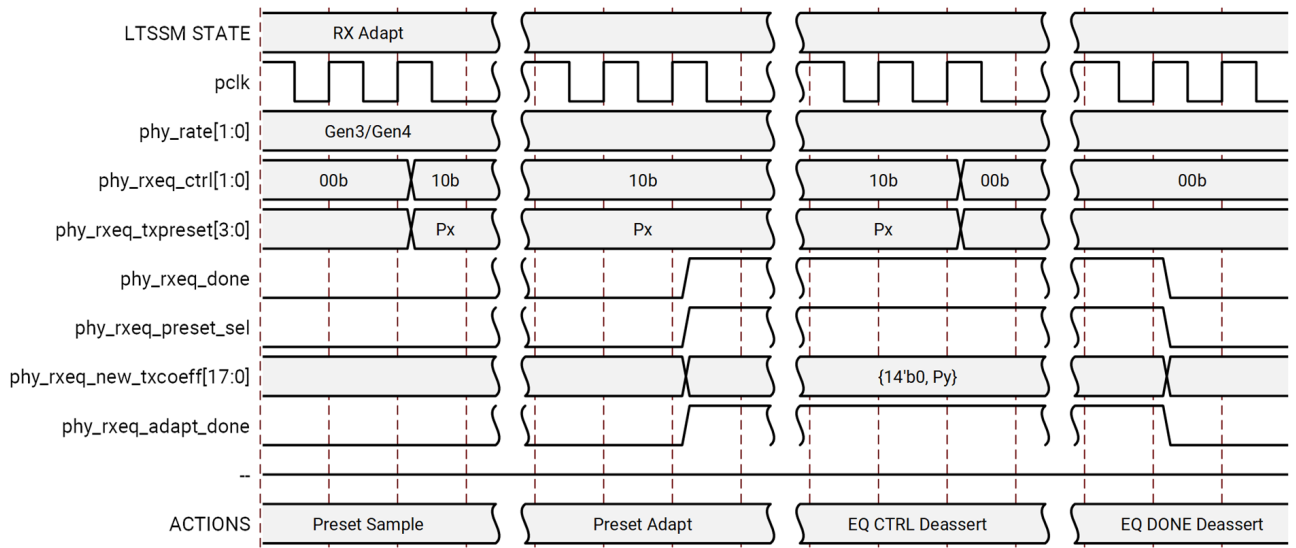 LTSSM STATE RX Adapt
pclk
phy_rate[1:0] Gen3/Gen4
phy_rxeq_ctrl[1:0] 00b 10b 10b 10b 00b 00b
phy_rxeq_txpreset[3:0] Px Px Px
phy_rxeq_done
phy_rxeq_preset_sel
phy_rxeq_new_txcoeff[17:0] {14'b0, Py}
phy_rxeq_adapt_done
--
ACTIONS Preset Sample Preset Adapt EQ CTRL Deassert EQ DONE Deassert